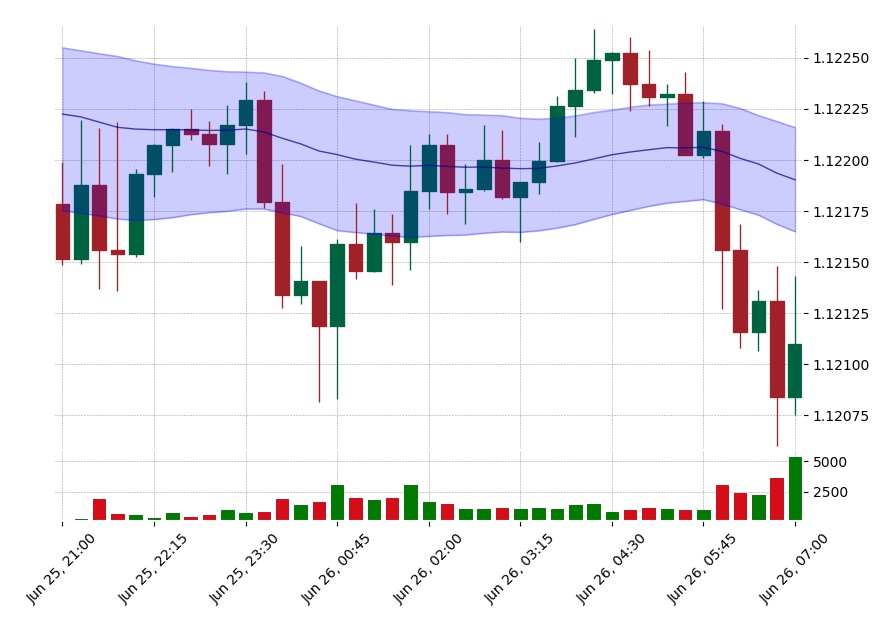 1.12250
1.12225
1.12200
1.12175
1.12150
1.12125
1.12100
1.12075
5000
2500
Jun 25, 21:00
Jun 25, 22:15
Jun 25, 23:30
Jun 26, 00:45
Jun 26, 02:00
Jun 26, 03:15
Jun 26, 04:30
Jun 26, 05:45
Jun 26, 07:00